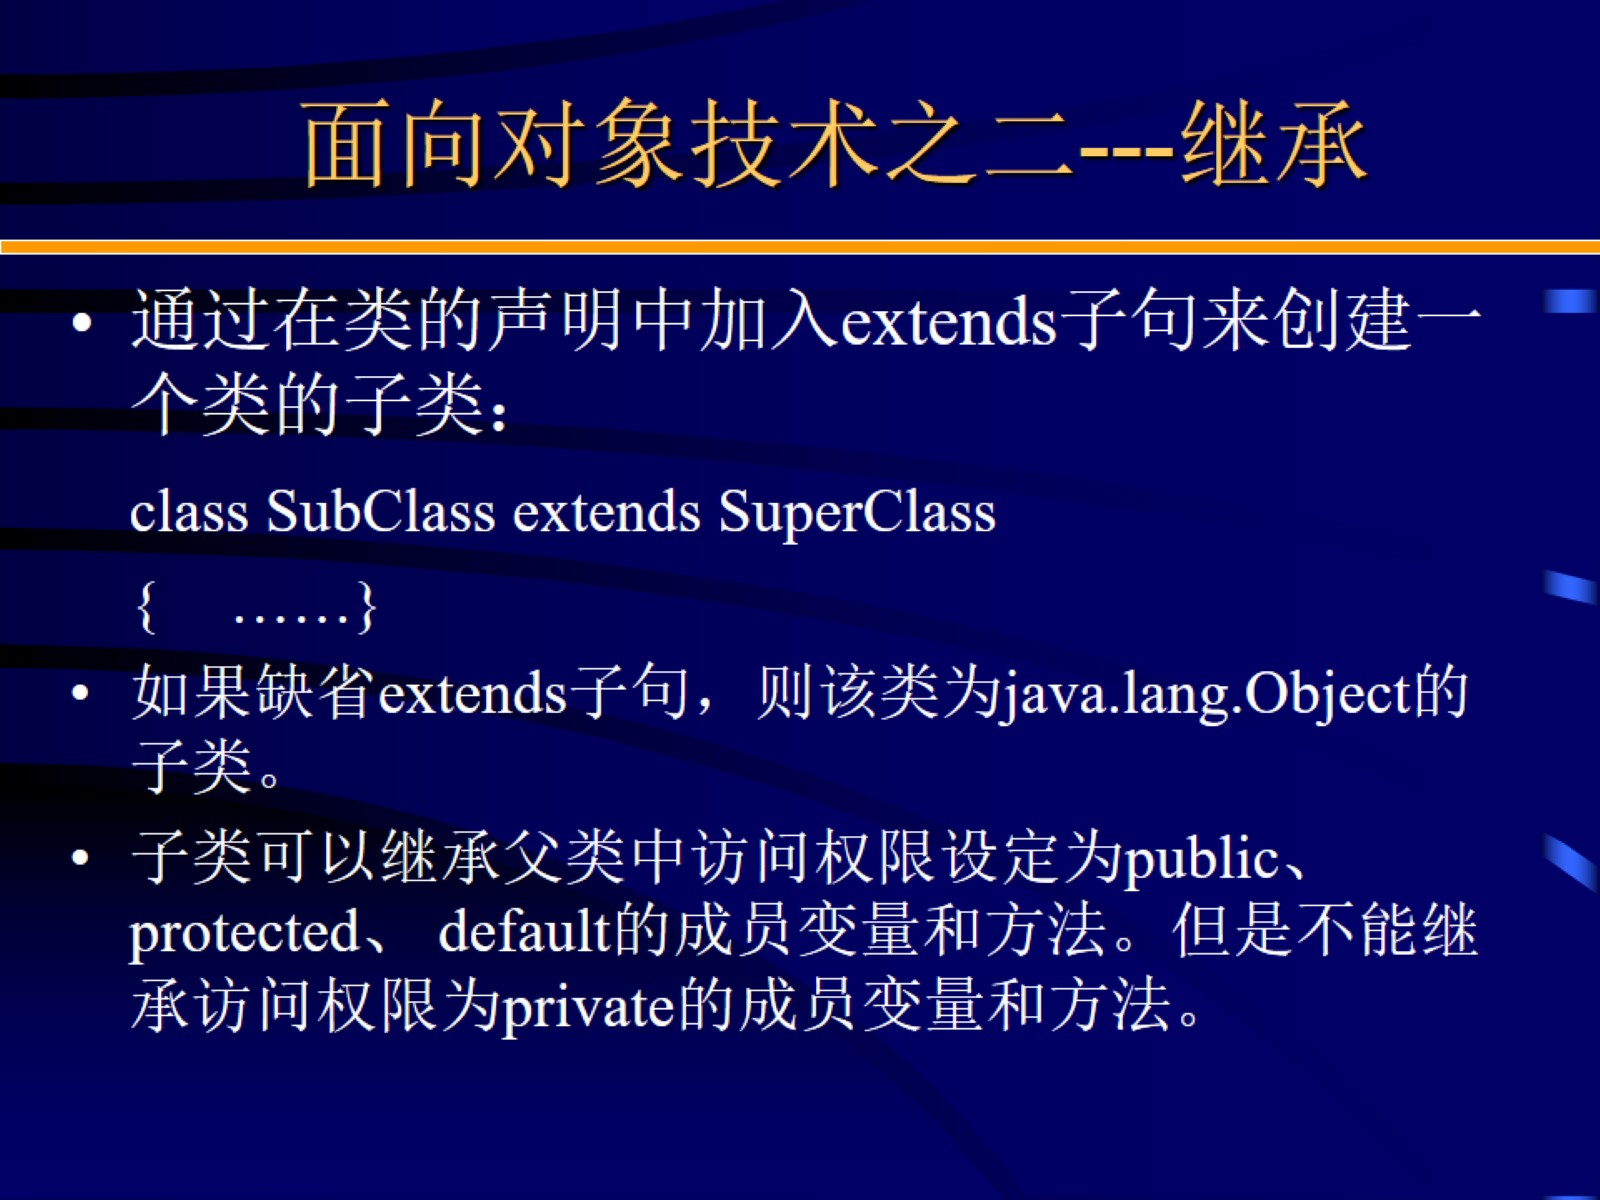 面向对象技术之二---继承
• 通过在类的声明中加入extends子句来创建一
个类的子类：
class SubClass extends SuperClass
{ ……}
• 如果缺省extends子句，则该类为java.lang.Object的
子类。
• 子类可以继承父类中访问权限设定为public、
protected、 default的成员变量和方法。但是不能继
承访问权限为private的成员变量和方法。